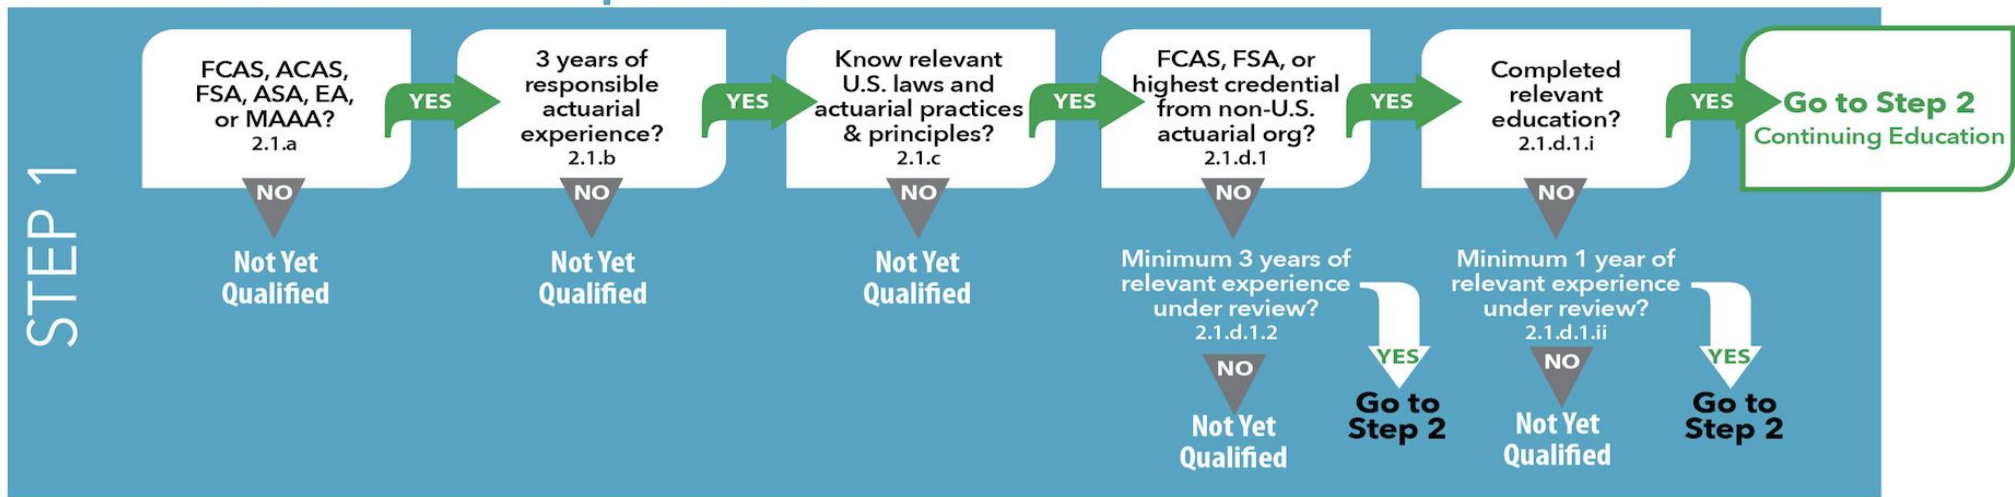 STEP 1
FCAS, ACAS,
FSA, ASA, EA,
or MAAA?
2.1.a
YES
NO
Not Yet
Qualified
3 years of
responsible
actuarial
experience?
2.1.b
YES
NO
Not Yet
Qualified
Know relevant
U.S. laws and
actuarial practices
& principles?
2.1.c
YES
NO
Not Yet
Qualified
FCAS, FSA, or
highest credential
from non-U.S.
actuarial org?
2.1.d.1
YES
NO
Minimum 3 years of
relevant experience
under review?
2.1.d.1.2
YES
Go to
Step 2
NO
Not Yet
Qualified
Completed
relevant
education?
2.1.d.1.i
YES
NO
Minimum 1 year of
relevant experience
under review?
2.1.d.1.ii
YES
Go to
Step 2
NO
Not Yet
Qualified
Go to Step 2
Continuing Education